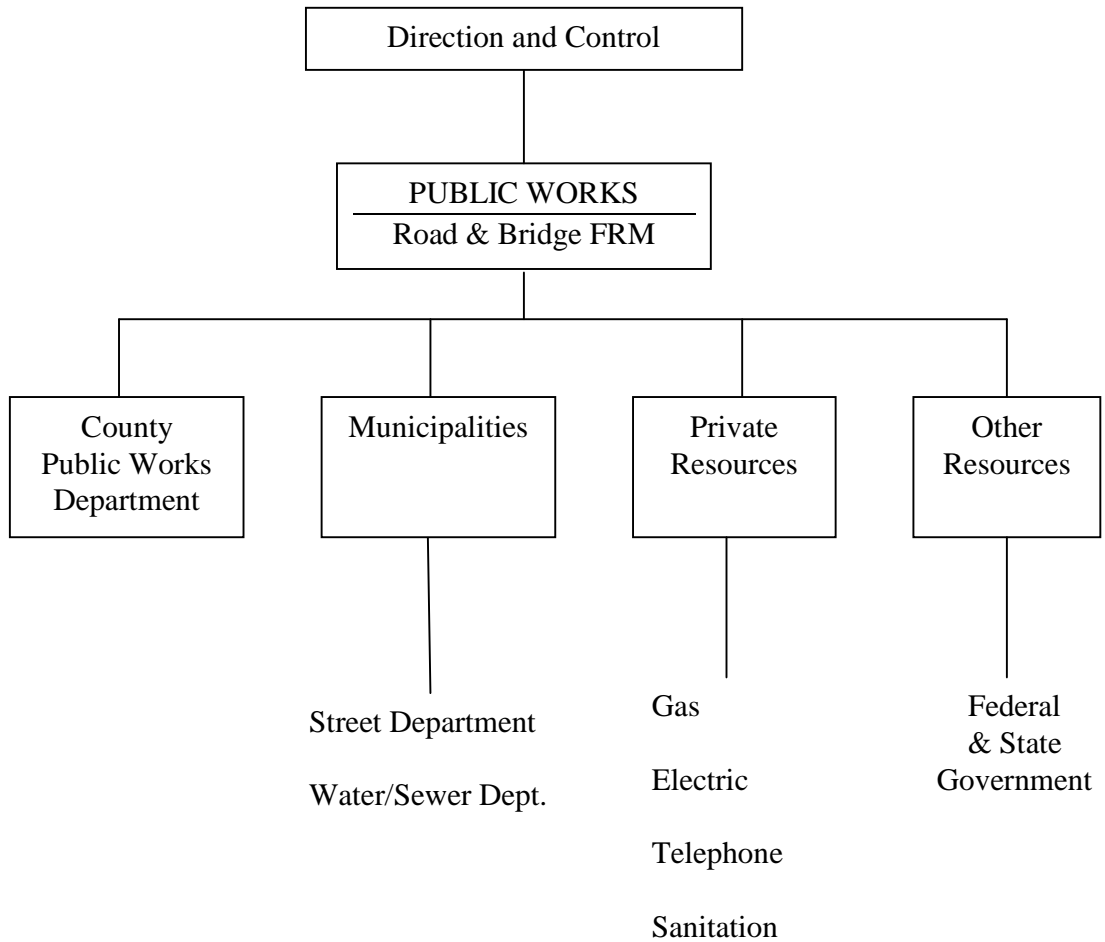 Direction and Control
PUBLIC WORKS
Road & Bridge FRM
County
Public Works
Department
Municipalities
Private
Resources
Other
Resources
Street Department
Water/Sewer Dept.
Gas
Electric
Telephone
Sanitation
Federal
& State
Government